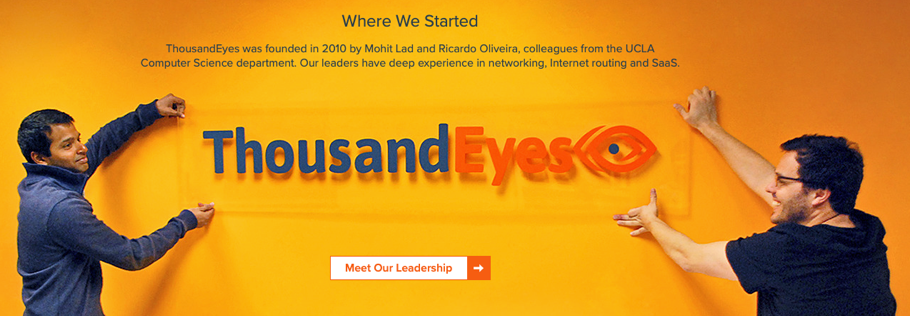 Where We Started
ThousandEyes was founded in 2010 by Mohit Lad and Ricardo Oliveira, colleagues from the UCLA
Computer Science department. Our leaders have deep experience in networking, Internet routing and SaaS.
ThousandEyes
Meet Our Leadership